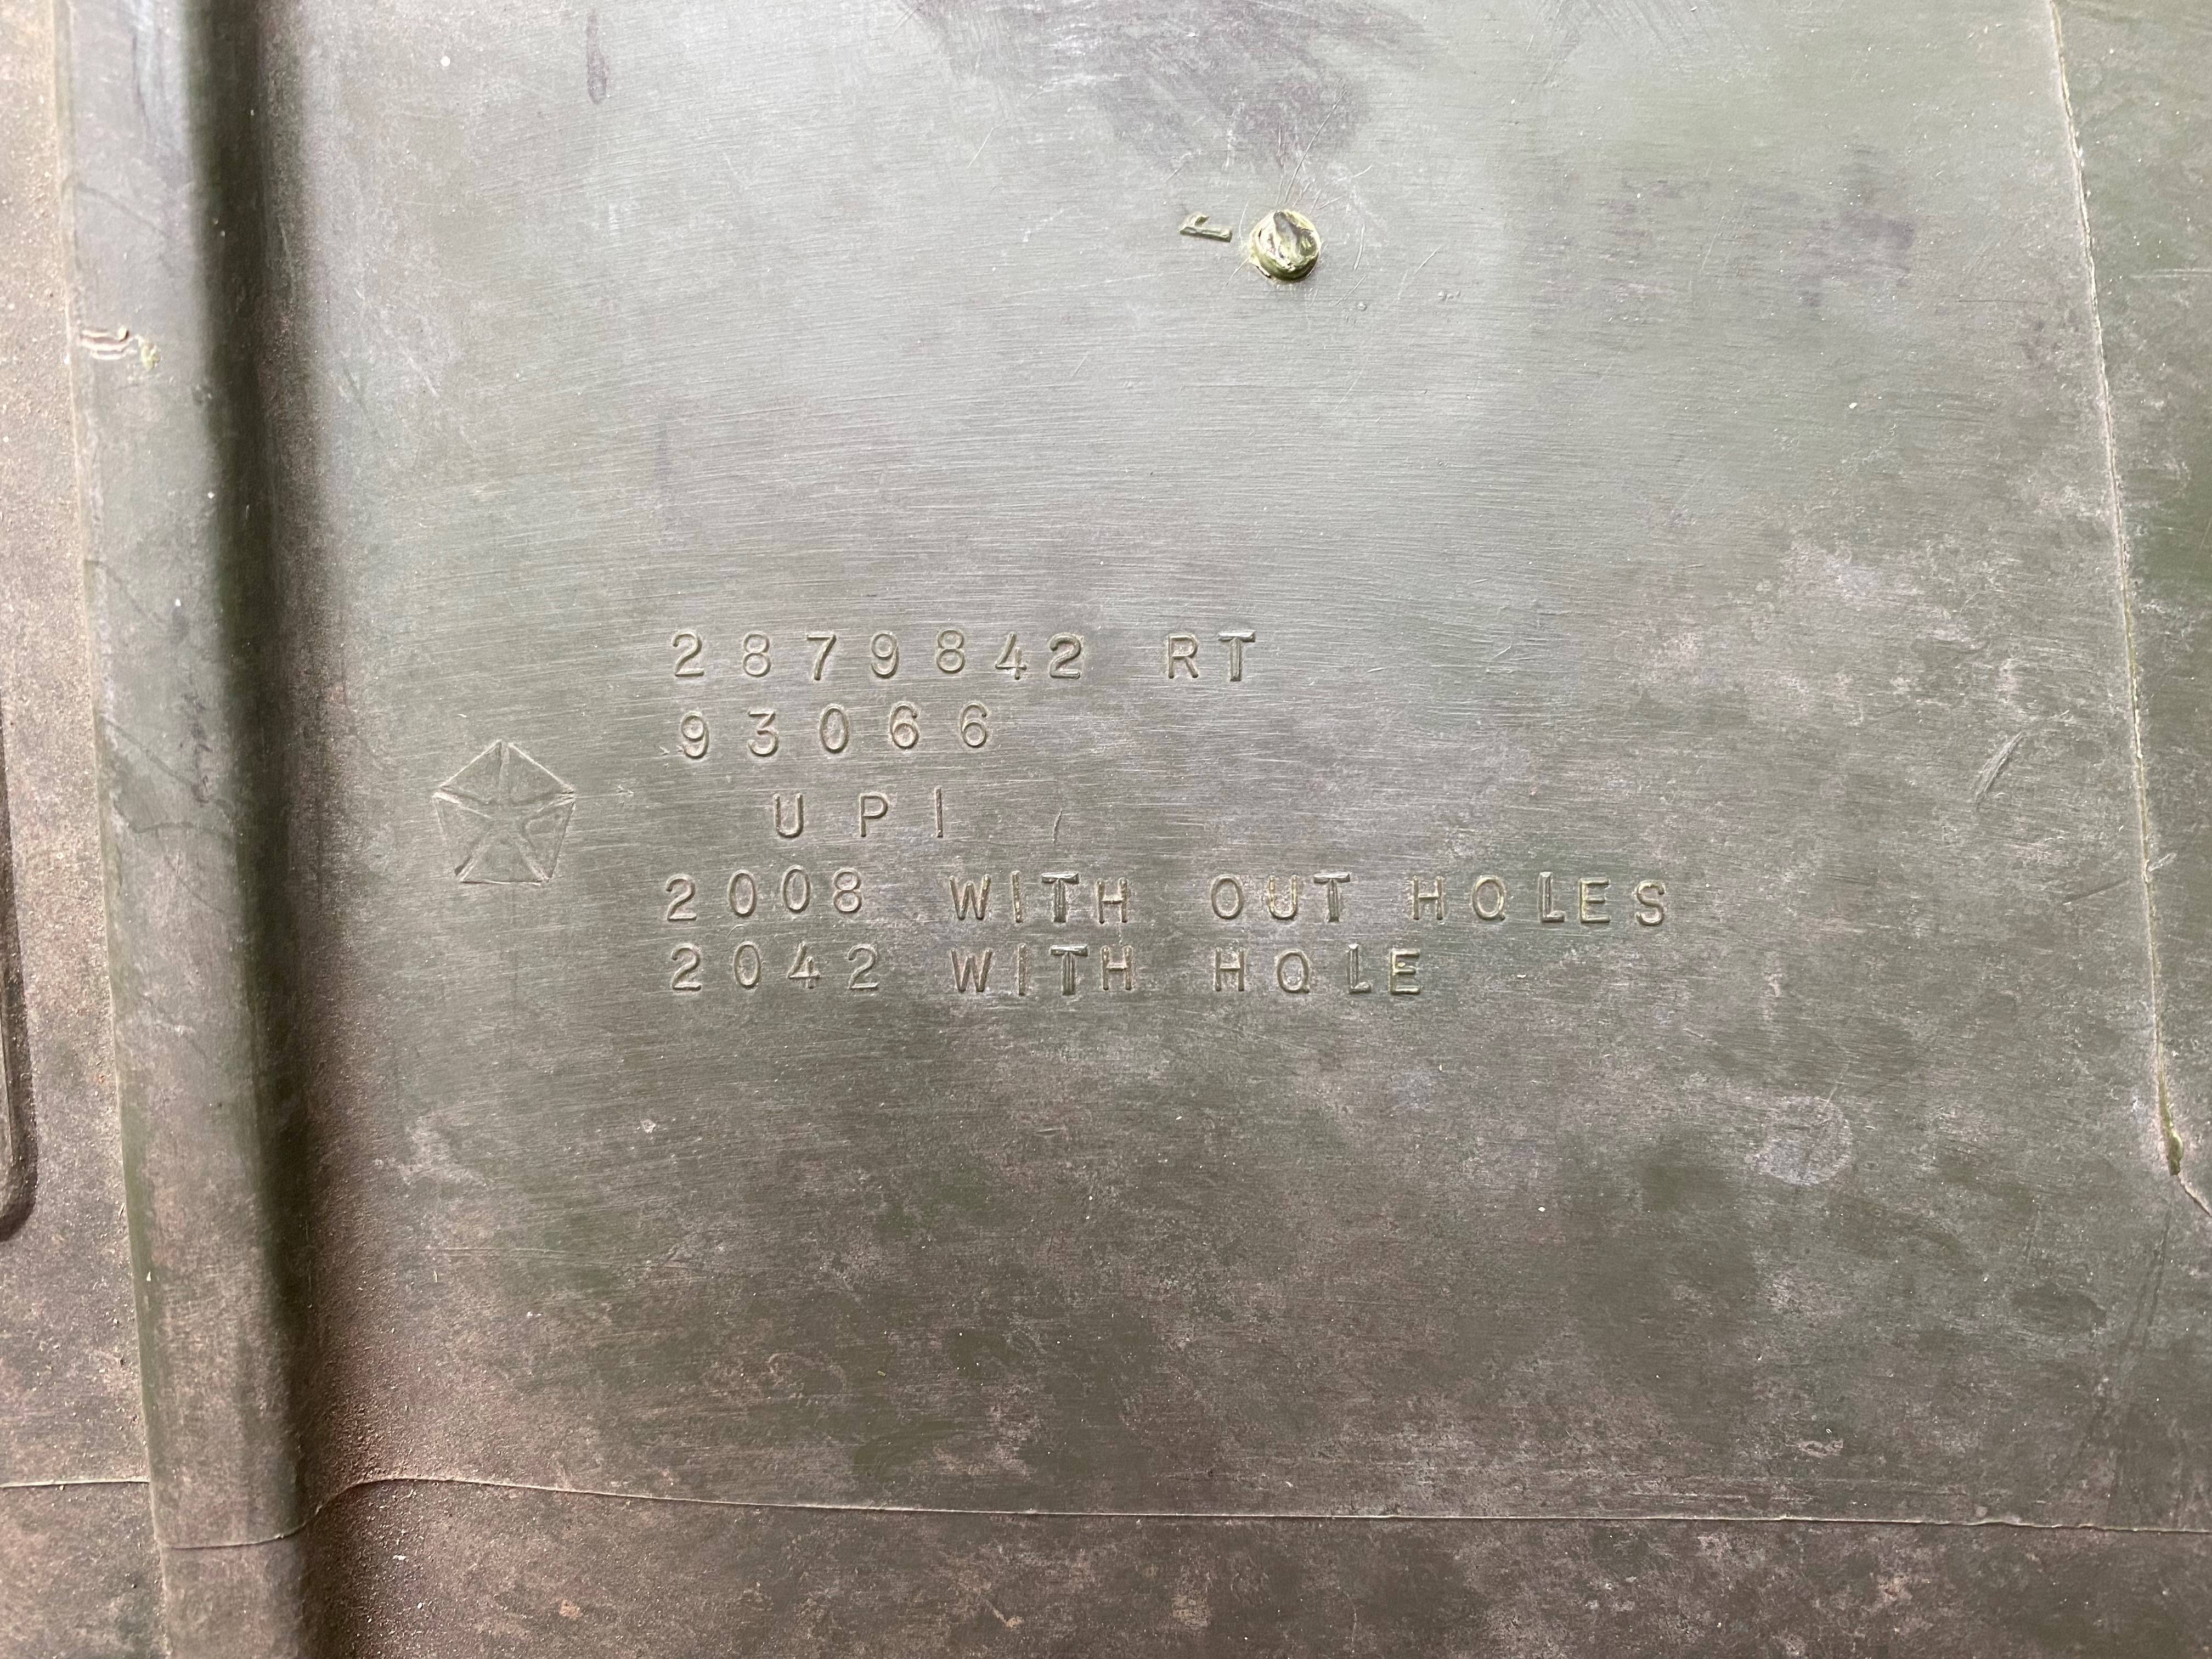 2879842 RT
93066
UPI
2008 WITH OUT HOLES
2042 WITH HOLE